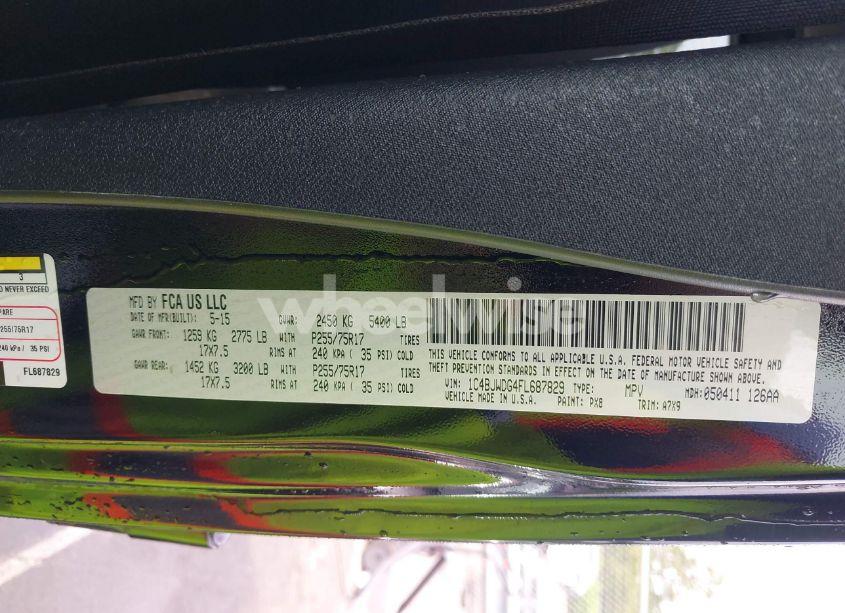 3
D NEVER EXCEED
PARE
255/75R17
240 kPa/ 35 PSI
FL687829
MFD BY FCA US LLC
DATE OF MFR(BUILT): 5-15 GVWR: 2450 KG 5400 LB
GAWR FRONT: 1259 KG 2775 LB WITH P255/75R17 TIRES
17X7.5 RIMS AT 240 KPA ( 35 PSI) COLD
GAWR REAR: 1452 KG 3200 LB WITH P255/75R17 TIRES
17X7.5 RIMS AT 240 KPA ( 35 PSI) COLD
THIS VEHICLE CONFORMS TO ALL APPLICABLE U.S.A. FEDERAL MOTOR VEHICLE SAFETY AND
THEFT PREVENTION STANDARDS IN EFFECT ON THE DATE OF MANUFACTURE SHOWN ABOVE.
VIN: 1C4BJWDG4FL687829 TYPE: MPV MDH: 050411 126AA
VEHICLE MADE IN U.S.A. PAINT: PX8 TRIM: A7X9
wheelwise